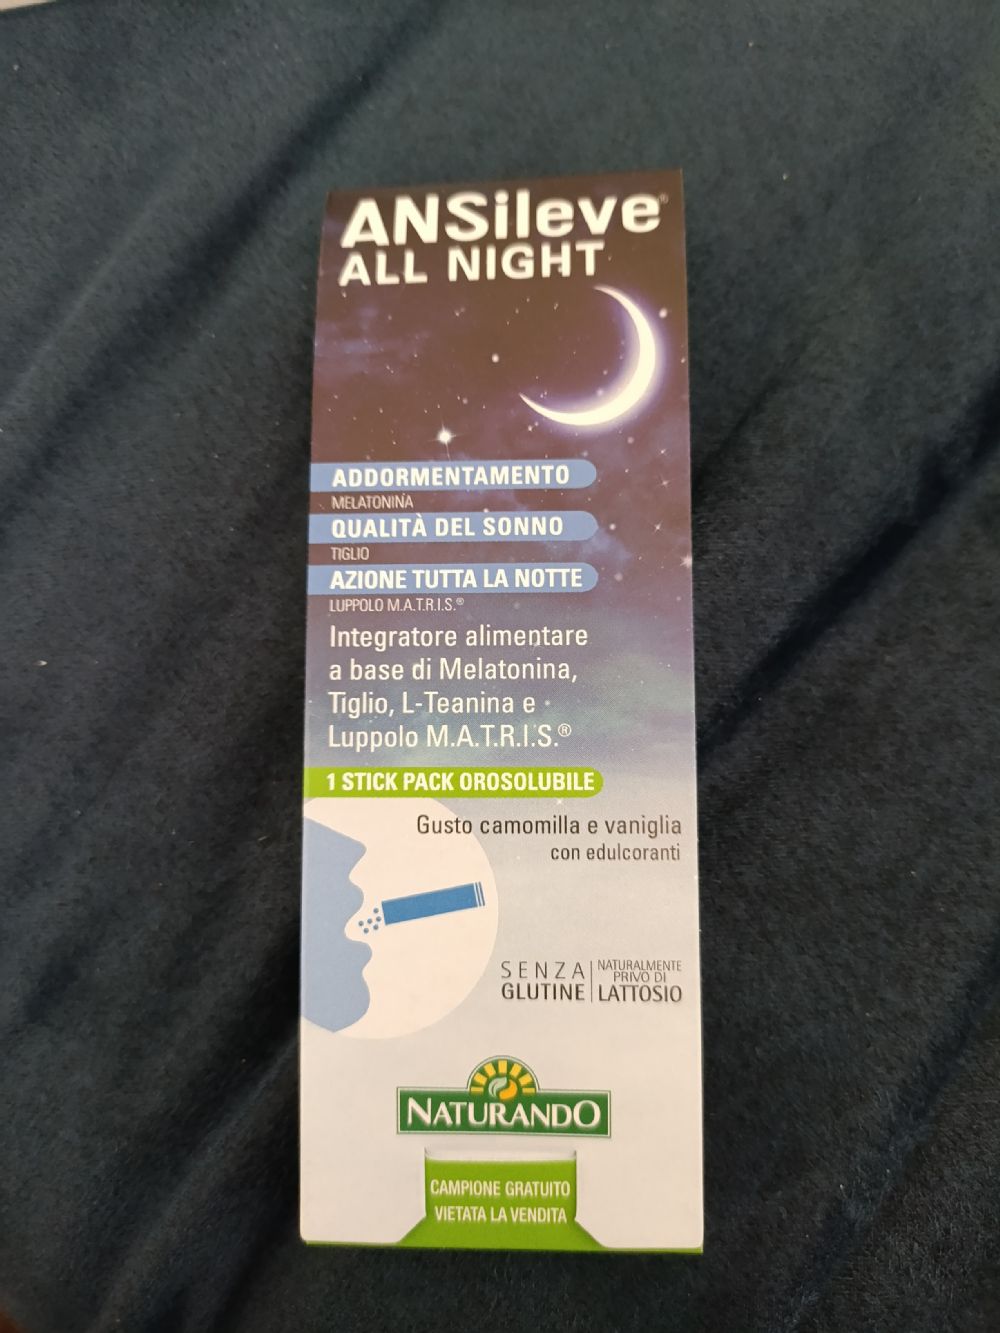 ANSileve®
ALL NIGHT
ADDORMENTAMENTO
MELATONINA
QUALITÀ DEL SONNO
TIGLIO
AZIONE TUTTA LA NOTTE
LUPPOLO M.A.T.R.I.S.®
Integratore alimentare
a base di Melatonina,
Tiglio, L-Teanina e
Luppolo M.A.T.R.I.S.®
1 STICK PACK OROSOLUBILE
Gusto camomilla e vaniglia
con edulcoranti
SENZA
GLUTINE
NATURALMENTE
PRIVO DI
LATTOSIO
NATURANDO
CAMPIONE GRATUITO
VIETATA LA VENDITA